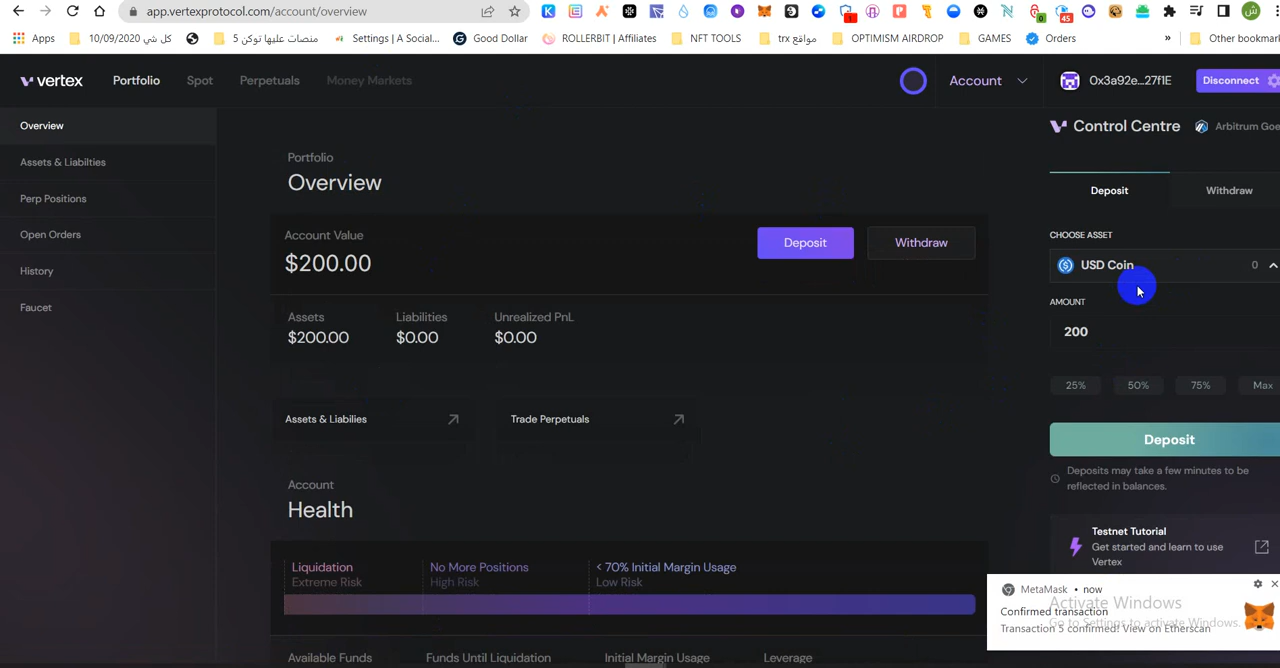 app.vertexprotocol.com/account/overview
Apps كل شي 10/09/2020 منصات عليها توكن 5 Settings | A Social... Good Dollar ROLLERBIT | Affiliates NFT TOOLS مواقع trx OPTIMISM AIRDROP GAMES Orders » Other bookmark
vertex Portfolio Spot Perpetuals Money Markets Account 0x3a92e...27f1E Disconnect
Overview
Assets & Liabilties
Perp Positions
Open Orders
History
Faucet
Portfolio
Overview
Account Value
$200.00
Deposit Withdraw
Assets Liabilities Unrealized PnL
$200.00 $0.00 $0.00
Assets & Liabilies Trade Perpetuals
Account
Health
Liquidation No More Positions < 70% Initial Margin Usage
Extreme Risk High Risk Low Risk
Available Funds Funds Until Liquidation Initial Margin Usage Leverage
Control Centre Arbitrum Goe
Deposit Withdraw
CHOOSE ASSET
USD Coin 0
AMOUNT
200
25% 50% 75% Max
Deposit
Deposits may take a few minutes to be
reflected in balances.
Testnet Tutorial
Get started and learn to use
Vertex
MetaMask • now
Confirmed transaction
Transaction 5 confirmed! View on Etherscan
Activate Windows
Go to Settings to activate Windows.